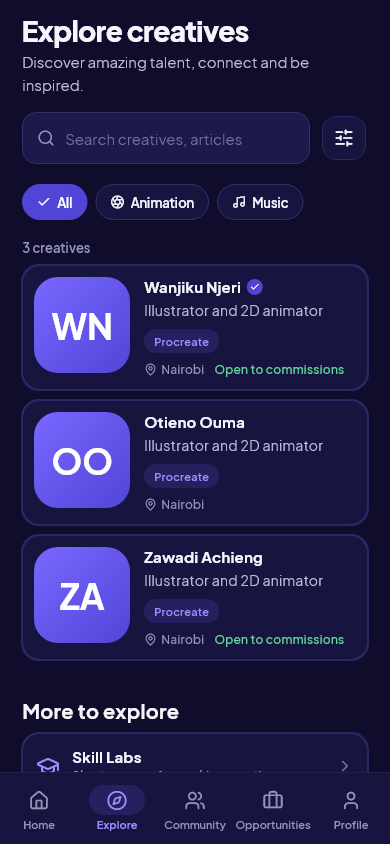 Explore creatives
Discover amazing talent, connect and be
inspired.
Search creatives, articles
All
Animation
Music
3 creatives
WN
Wanjiku Njeri
Illustrator and 2D animator
Procreate
Nairobi Open to commissions
OO
Otieno Ouma
Illustrator and 2D animator
Procreate
Nairobi
ZA
Zawadi Achieng
Illustrator and 2D animator
Procreate
Nairobi Open to commissions
More to explore
Skill Labs
Home
Explore
Community
Opportunities
Profile